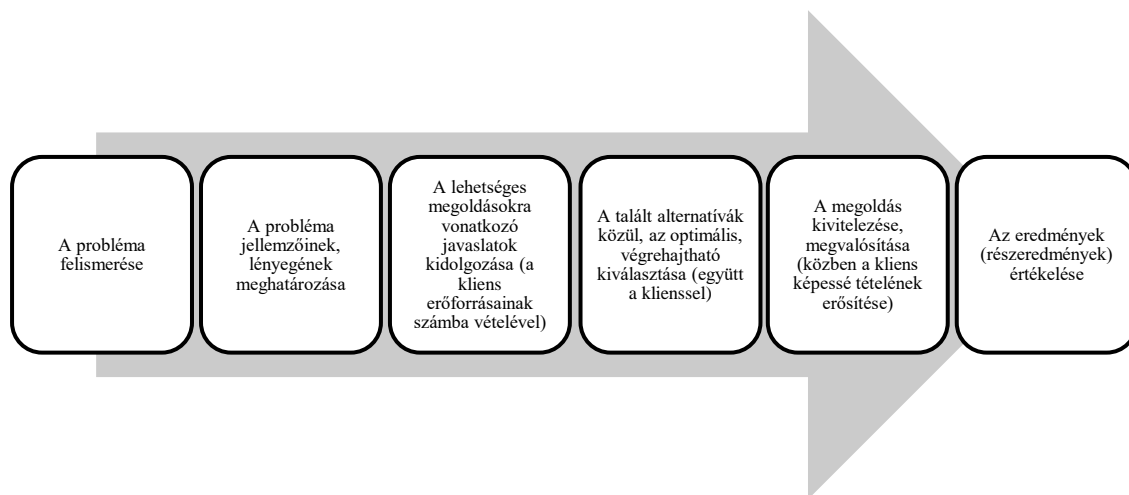 A probléma
felismerése
A probléma
jellemzőinek,
lényegének
meghatározása
A lehetséges
megoldásokra
vonatkozó
javaslatok
kidolgozása (a
kliens
erőforrásainak
számba vételével)
A talált alternatívák
közül, az optimális,
végrehajtható
kiválasztása (együtt
a klienssel)
A megoldás
kivitelezése,
megvalósítása
(közben a kliens
képessé tételének
erősítése)
Az eredmények
(részeredmények)
értékelése